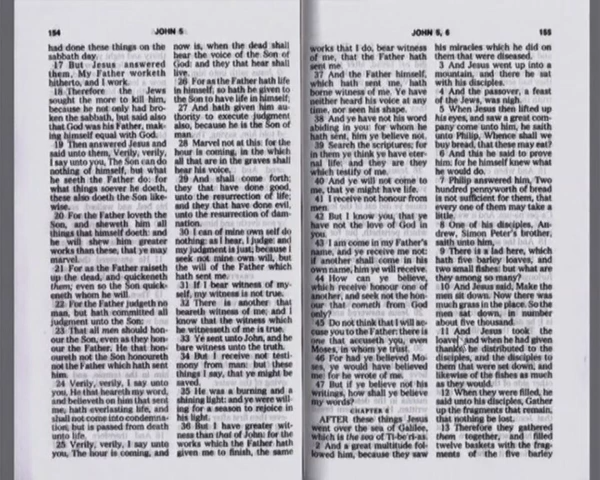 154
JOHN 5
had done these things on the
sabbath day.
17 But Jesus answered
them, My Father worketh
hitherto, and I work.
18 Therefore the Jews
sought the more to kill him,
because he not only had bro-
ken the sabbath, but said also
that God was his Father, mak-
ing himself equal with God.
19 Then answered Jesus and
said unto them, Verily, verily,
I say unto you, The Son can do
nothing of himself, but what
he seeth the Father do: for
what things soever he doeth,
these also doeth the Son like-
wise.
20 For the Father loveth the
Son, and sheweth him all
things that himself doeth: and
he will shew him greater
works than these, that ye may
marvel.
21 For as the Father raiseth
up the dead, and quickeneth
them; even so the Son quick-
eneth whom he will.
22 For the Father judgeth no
man, but hath committed all
judgment unto the Son:
23 That all men should hon-
our the Son, even as they hon-
our the Father. He that hon-
oureth not the Son honoureth
not the Father which hath sent
him.
24 Verily, verily, I say unto
you, He that heareth my word,
and believeth on him that sent
me, hath everlasting life, and
shall not come into condemna-
tion; but is passed from death
unto life.
25 Verily, verily, I say unto
you, The hour is coming, and
now is, when the dead shall
hear the voice of the Son of
God: and they that hear shall
live.
26 For as the Father hath life
in himself; so hath he given to
the Son to have life in himself;
27 And hath given him au-
thority to execute judgment
also, because he is the Son of
man.
28 Marvel not at this: for the
hour is coming, in the which
all that are in the graves shall
hear his voice,
29 And shall come forth;
they that have done good,
unto the resurrection of life;
and they that have done evil,
unto the resurrection of dam-
nation.
30 I can of mine own self do
nothing: as I hear, I judge: and
my judgment is just; because I
seek not mine own will, but
the will of the Father which
hath sent me.
31 If I bear witness of my-
self, my witness is not true.
32 There is another that
beareth witness of me; and I
know that the witness which
he witnesseth of me is true.
33 Ye sent unto John, and he
bare witness unto the truth.
34 But I receive not testi-
mony from man: but these
things I say, that ye might be
saved.
35 He was a burning and a
shining light: and ye were will-
ing for a season to rejoice in
his light.
36 But I have greater wit-
ness than that of John: for the
works which the Father hath
given me to finish, the same
JOHN 5, 6
155
works that I do, bear witness
of me, that the Father hath
sent me.
37 And the Father himself,
which hath sent me, hath
borne witness of me. Ye have
neither heard his voice at any
time, nor seen his shape.
38 And ye have not his word
abiding in you: for whom he
hath sent, him ye believe not.
39 Search the scriptures; for
in them ye think ye have eter-
nal life: and they are they
which testify of me.
40 And ye will not come to
me, that ye might have life.
41 I receive not honour from
men.
42 But I know you, that ye
have not the love of God in
you.
43 I am come in my Father's
name, and ye receive me not: if
another shall come in his
own name, him ye will receive.
44 How can ye believe,
which receive honour one of
another, and seek not the hon-
our that cometh from God
only?
45 Do not think that I will ac-
cuse you to the Father: there is
one that accuseth you, even
Moses, in whom ye trust.
46 For had ye believed Mo-
ses, ye would have believed
me: for he wrote of me.
47 But if ye believe not his
writings, how shall ye believe
my words?
CHAPTER 6
AFTER these things Jesus
went over the sea of Galilee,
which is the sea of Ti-be-ri-as.
2 And a great multitude fol-
lowed him, because they saw
his miracles which he did on
them that were diseased.
3 And Jesus went up into a
mountain, and there he sat
with his disciples.
4 And the passover, a feast
of the Jews, was nigh.
5 When Jesus then lifted up
his eyes, and saw a great com-
pany come unto him, he saith
unto Philip, Whence shall we
buy bread, that these may eat?
6 And this he said to prove
him: for he himself knew what
he would do.
7 Philip answered him, Two
hundred pennyworth of bread
is not sufficient for them, that
every one of them may take a
little.
8 One of his disciples, An-
drew, Simon Peter's brother,
saith unto him,
9 There is a lad here, which
hath five barley loaves, and
two small fishes: but what are
they among so many?
10 And Jesus said, Make the
men sit down. Now there was
much grass in the place. So the
men sat down, in number
about five thousand.
11 And Jesus took the
loaves; and when he had given
thanks, he distributed to the
disciples, and the disciples to
them that were set down; and
likewise of the fishes as much
as they would.
12 When they were filled, he
said unto his disciples, Gather
up the fragments that remain,
that nothing be lost.
13 Therefore they gathered
them together, and filled
twelve baskets with the frag-
ments of the five barley